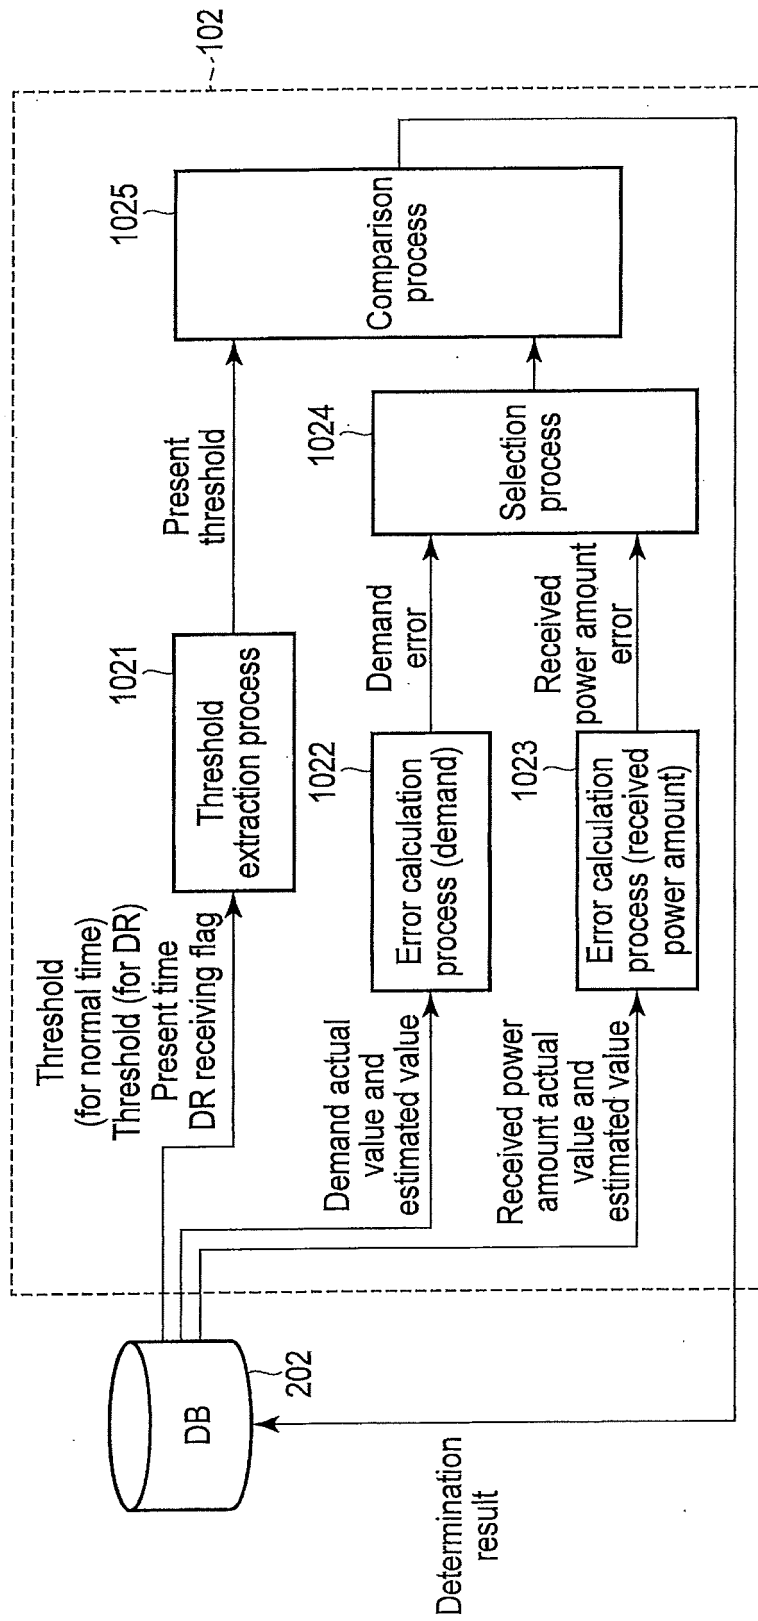 102
DB
202
Threshold
(for normal time)
Threshold (for DR)
Present time
DR receiving flag
1021
Threshold
extraction process
Present
threshold
1025
Comparison
process
Demand actual
value and
estimated value
1022
Error calculation
process (demand)
Demand
error
1024
Selection
process
Received power
amount actual
value and
estimated value
1023
Error calculation
process (received
power amount)
Received
power amount
error
Determination
result